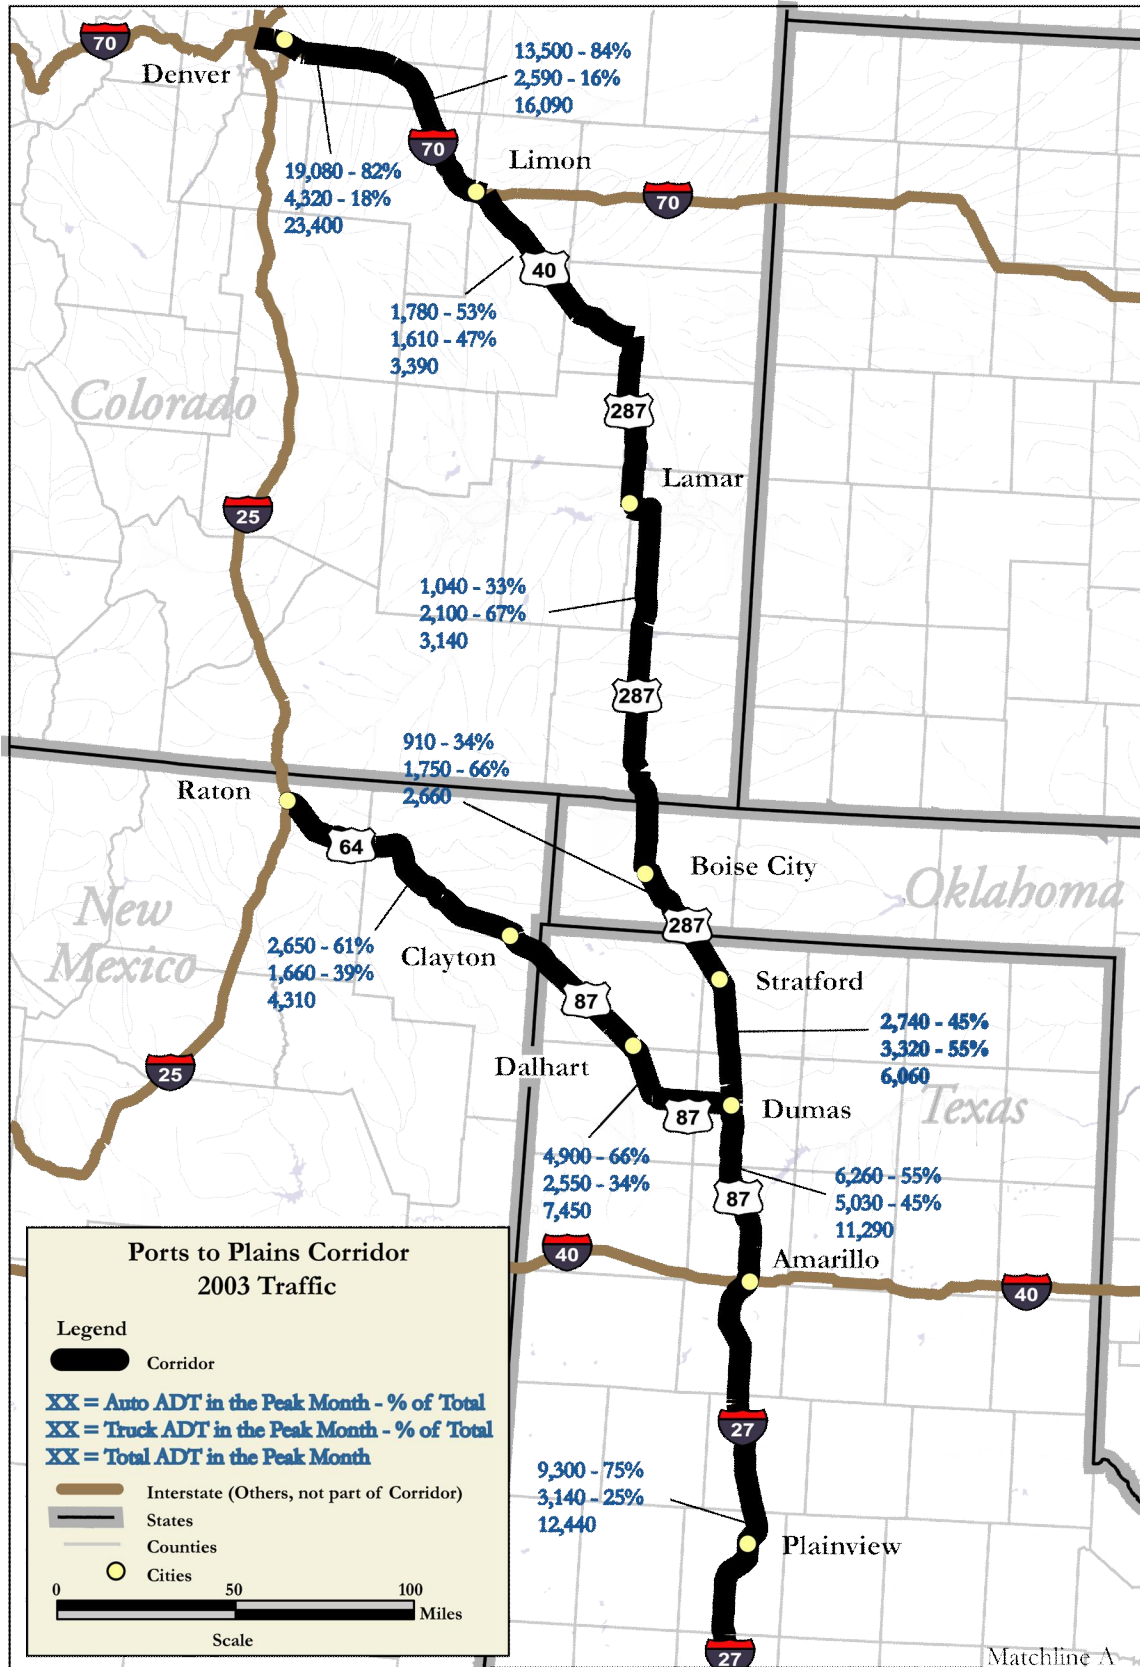 70
Denver
13,500 - 84%
2,590 - 16%
16,090
70
Limon
19,080 - 82%
4,320 - 18%
23,400
70
40
1,780 - 53%
1,610 - 47%
3,390
Colorado
287
Lamar
25
1,040 - 33%
2,100 - 67%
3,140
287
910 - 34%
1,750 - 66%
2,660
Raton
64
Boise City
Oklahoma
New
Mexico
287
2,650 - 61%
1,660 - 39%
4,310
Clayton
87
Stratford
2,740 - 45%
3,320 - 55%
6,060
25
Dalhart
87
Dumas
Texas
4,900 - 66%
2,550 - 34%
7,450
87
6,260 - 55%
5,030 - 45%
11,290
40
Amarillo
40
27
9,300 - 75%
3,140 - 25%
12,440
Plainview
27
Matchline A
Ports to Plains Corridor
2003 Traffic
Legend
Corridor
XX = Auto ADT in the Peak Month - % of Total
XX = Truck ADT in the Peak Month - % of Total
XX = Total ADT in the Peak Month
Interstate (Others, not part of Corridor)
States
Counties
Cities
0 50 100
Miles
Scale